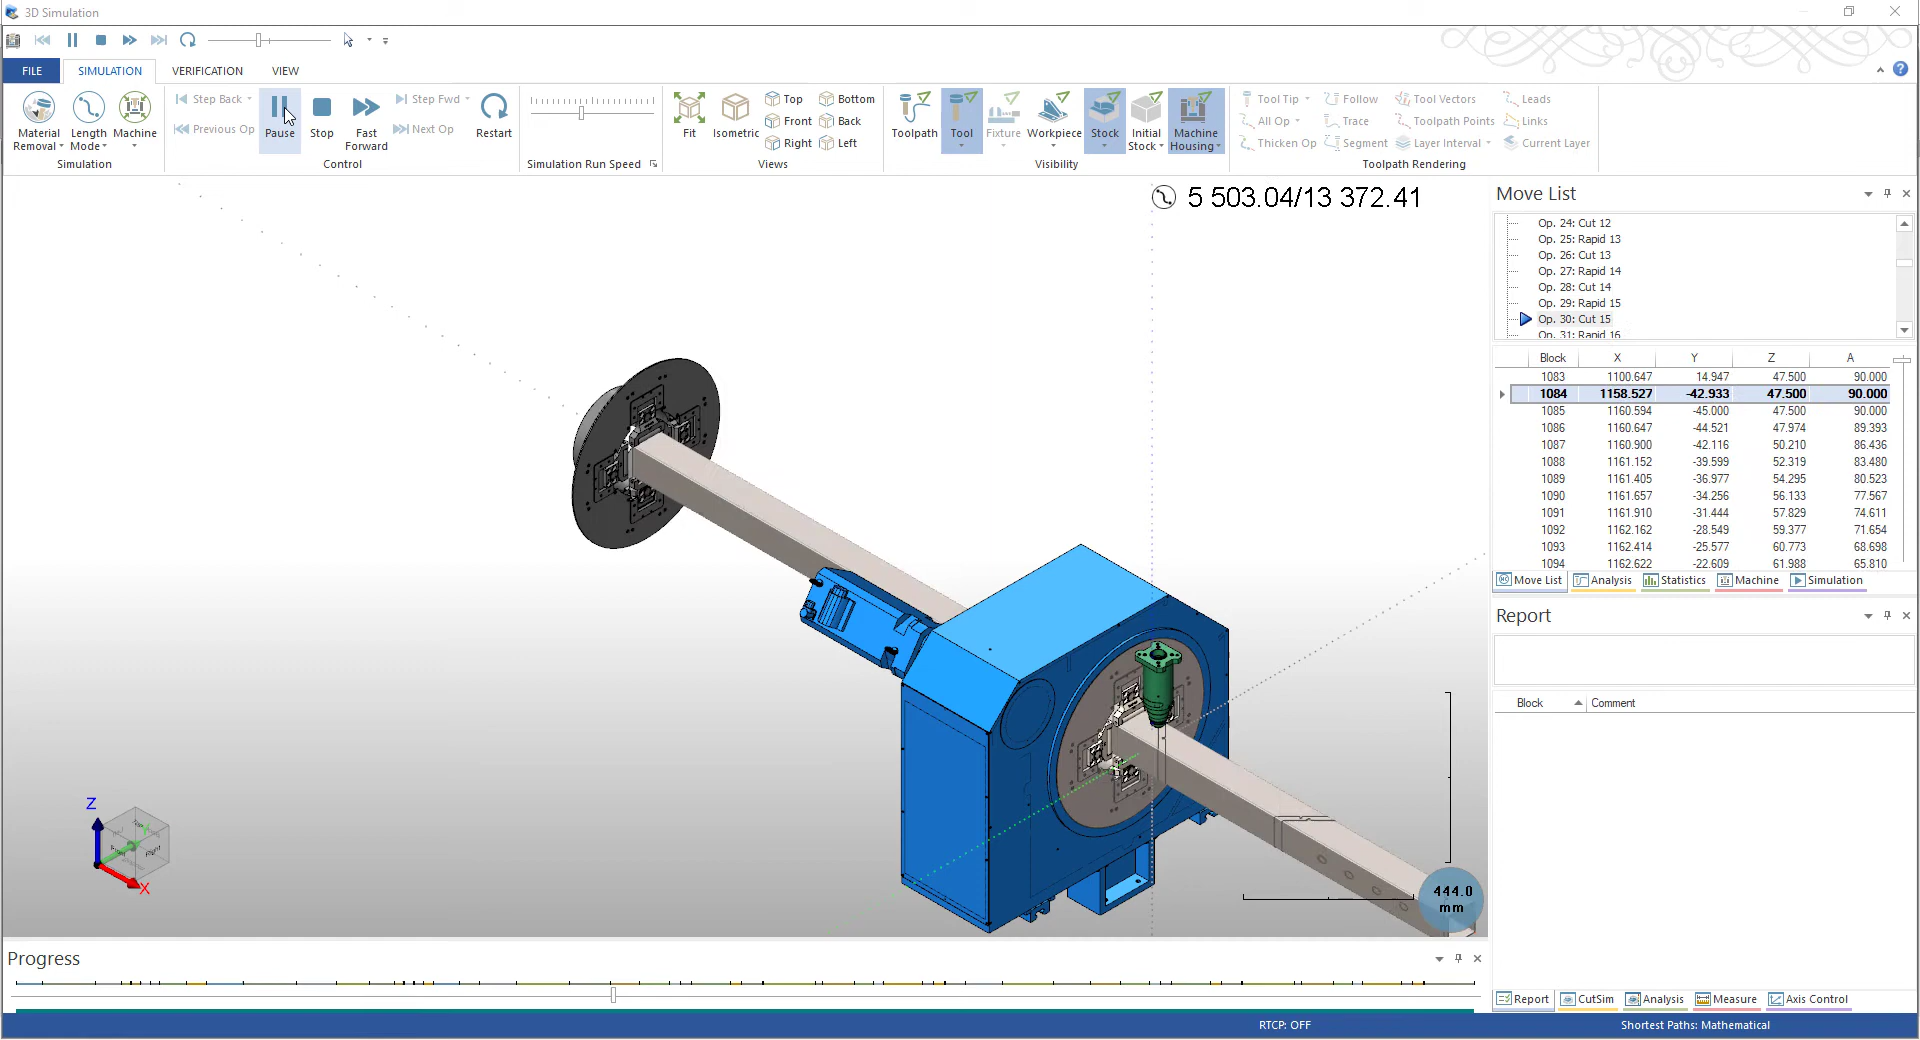 3D Simulation
FILE SIMULATION VERIFICATION VIEW
Material Removal
Length Mode
Machine
Simulation
Step Back
Previous Op
Pause
Stop
Fast Forward
Step Fwd
Next Op
Restart
Control
Simulation Run Speed
Fit
Isometric
Top
Front
Right
Bottom
Back
Left
Views
Toolpath
Tool
Fixture
Workpiece
Stock
Initial Stock
Machine Housing
Visibility
Tool Tip
All Op
Thicken Op
Follow
Trace
Segment
Tool Vectors
Toolpath Points
Layer Interval
Leads
Links
Current Layer
Toolpath Rendering
5 503.04/13 372.41
Z
X
444.0
mm
Move List
Op. 24: Cut 12
Op. 25: Rapid 13
Op. 26: Cut 13
Op. 27: Rapid 14
Op. 28: Cut 14
Op. 29: Rapid 15
Op. 30: Cut 15
Op. 31: Rapid 16
Block X Y Z A
1083 1100.647 14.947 47.500 90.000
1084 1158.527 -42.933 47.500 90.000
1085 1160.594 -45.000 47.500 90.000
1086 1160.647 -44.521 47.974 89.393
1087 1160.900 -42.116 50.210 86.436
1088 1161.152 -39.599 52.319 83.480
1089 1161.405 -36.977 54.295 80.523
1090 1161.657 -34.256 56.133 77.567
1091 1161.910 -31.444 57.829 74.611
1092 1162.162 -28.549 59.377 71.654
1093 1162.414 -25.577 60.773 68.698
1094 1162.622 -22.609 61.988 65.810
Move List Analysis Statistics Machine Simulation
Report
Block Comment
Report CutSim Analysis Measure Axis Control
Progress
RTCP: OFF
Shortest Paths: Mathematical